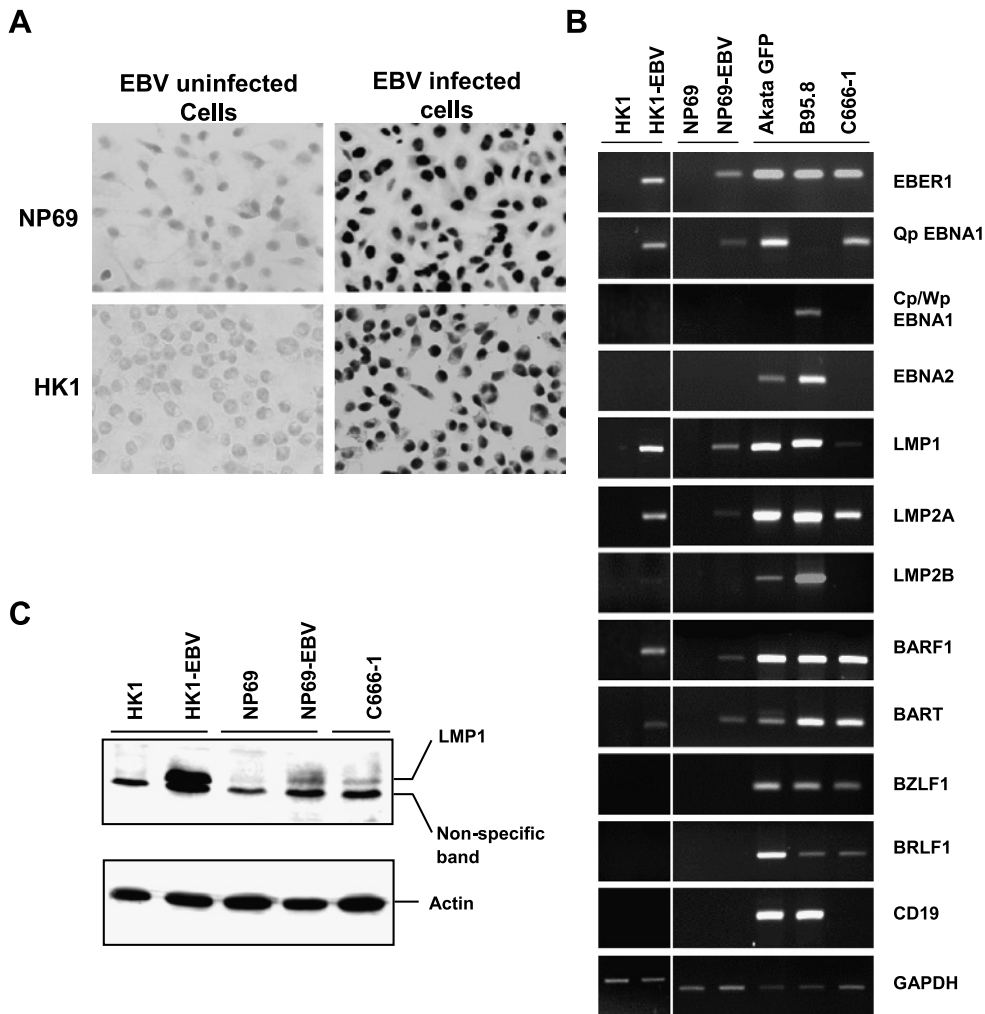 A
EBV uninfected
Cells
EBV infected
cells
NP69
HK1
B
HK1
HK1-EBV
NP69
NP69-EBV
Akata GFP
B95.8
C666-1
EBER1
Qp EBNA1
Cp/Wp
EBNA1
EBNA2
LMP1
LMP2A
LMP2B
BARF1
BART
BZLF1
BRLF1
CD19
GAPDH
C
HK1
HK1-EBV
NP69
NP69-EBV
C666-1
LMP1
Non-specific
band
Actin